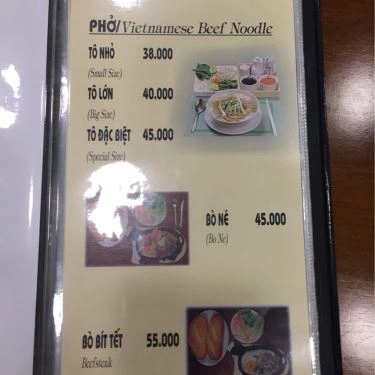 PHỞ/Vietnamese Beef Noodle
TÔ NHỎ 38.000
(Small Size)
TÔ LỚN 40.000
(Big Size)
TÔ ĐẶC BIỆT 45.000
(Special Size)
BÒ NÉ 45.000
(Bo Ne)
BÒ BÍT TẾT 55.000
Beefsteak